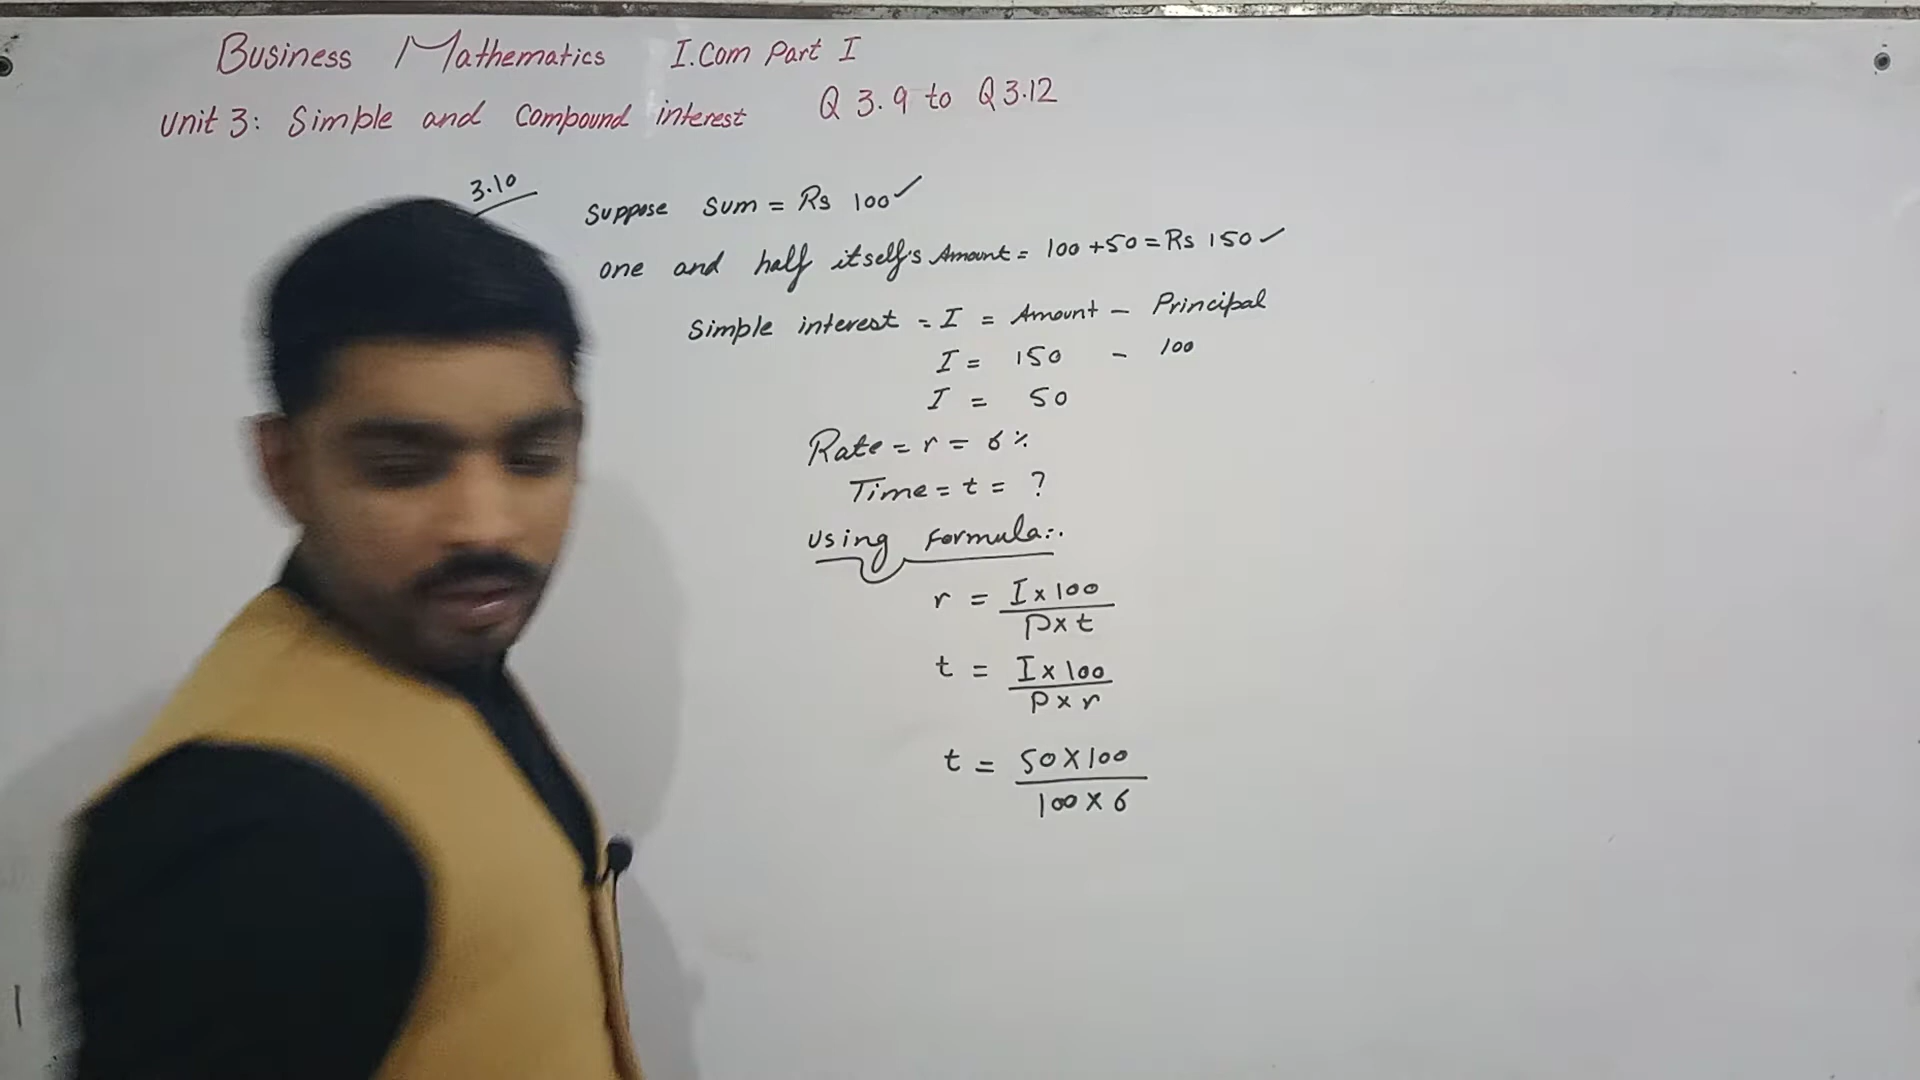 Business Mathematics I.Com Part I
Unit 3: Simple and Compound interest Q 3.9 to Q 3.12
3.10
Suppose Sum = Rs 100 ✓
one and half itself's Amount = 100 + 50 = Rs 150 ✓
Simple interest = I = Amount - Principal
I = 150 - 100
I = 50
Rate = r = 6 %
Time = t = ?
Using Formula:.
r = I x 100 / P x t
t = I x 100 / P x r
t = 50 X 100 / 100 X 6